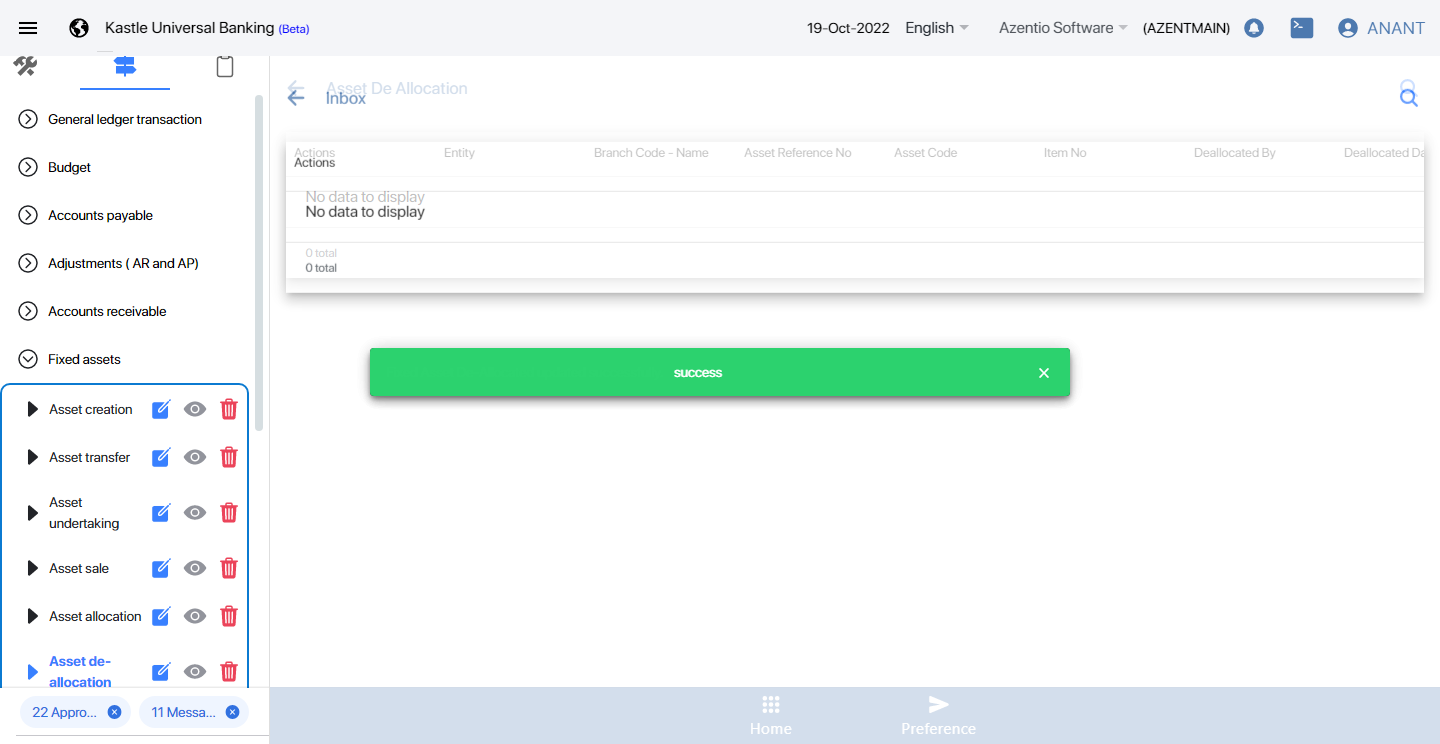 Kastle Universal Banking (Beta)
19-Oct-2022
English
Azentio Software
(AZENTMAIN)
ANANT
General ledger transaction
Budget
Accounts payable
Adjustments ( AR and AP)
Accounts receivable
Fixed assets
Asset creation
Asset transfer
Asset
undertaking
Asset sale
Asset allocation
Asset de-
allocation
22 Appro...
11 Messa...
Asset De Allocation
Inbox
Actions Entity Branch Code - Name Asset Reference No Asset Code Item No Deallocated By Deallocated Da
Actions
No data to display
No data to display
0 total
0 total
success
Home
Preference